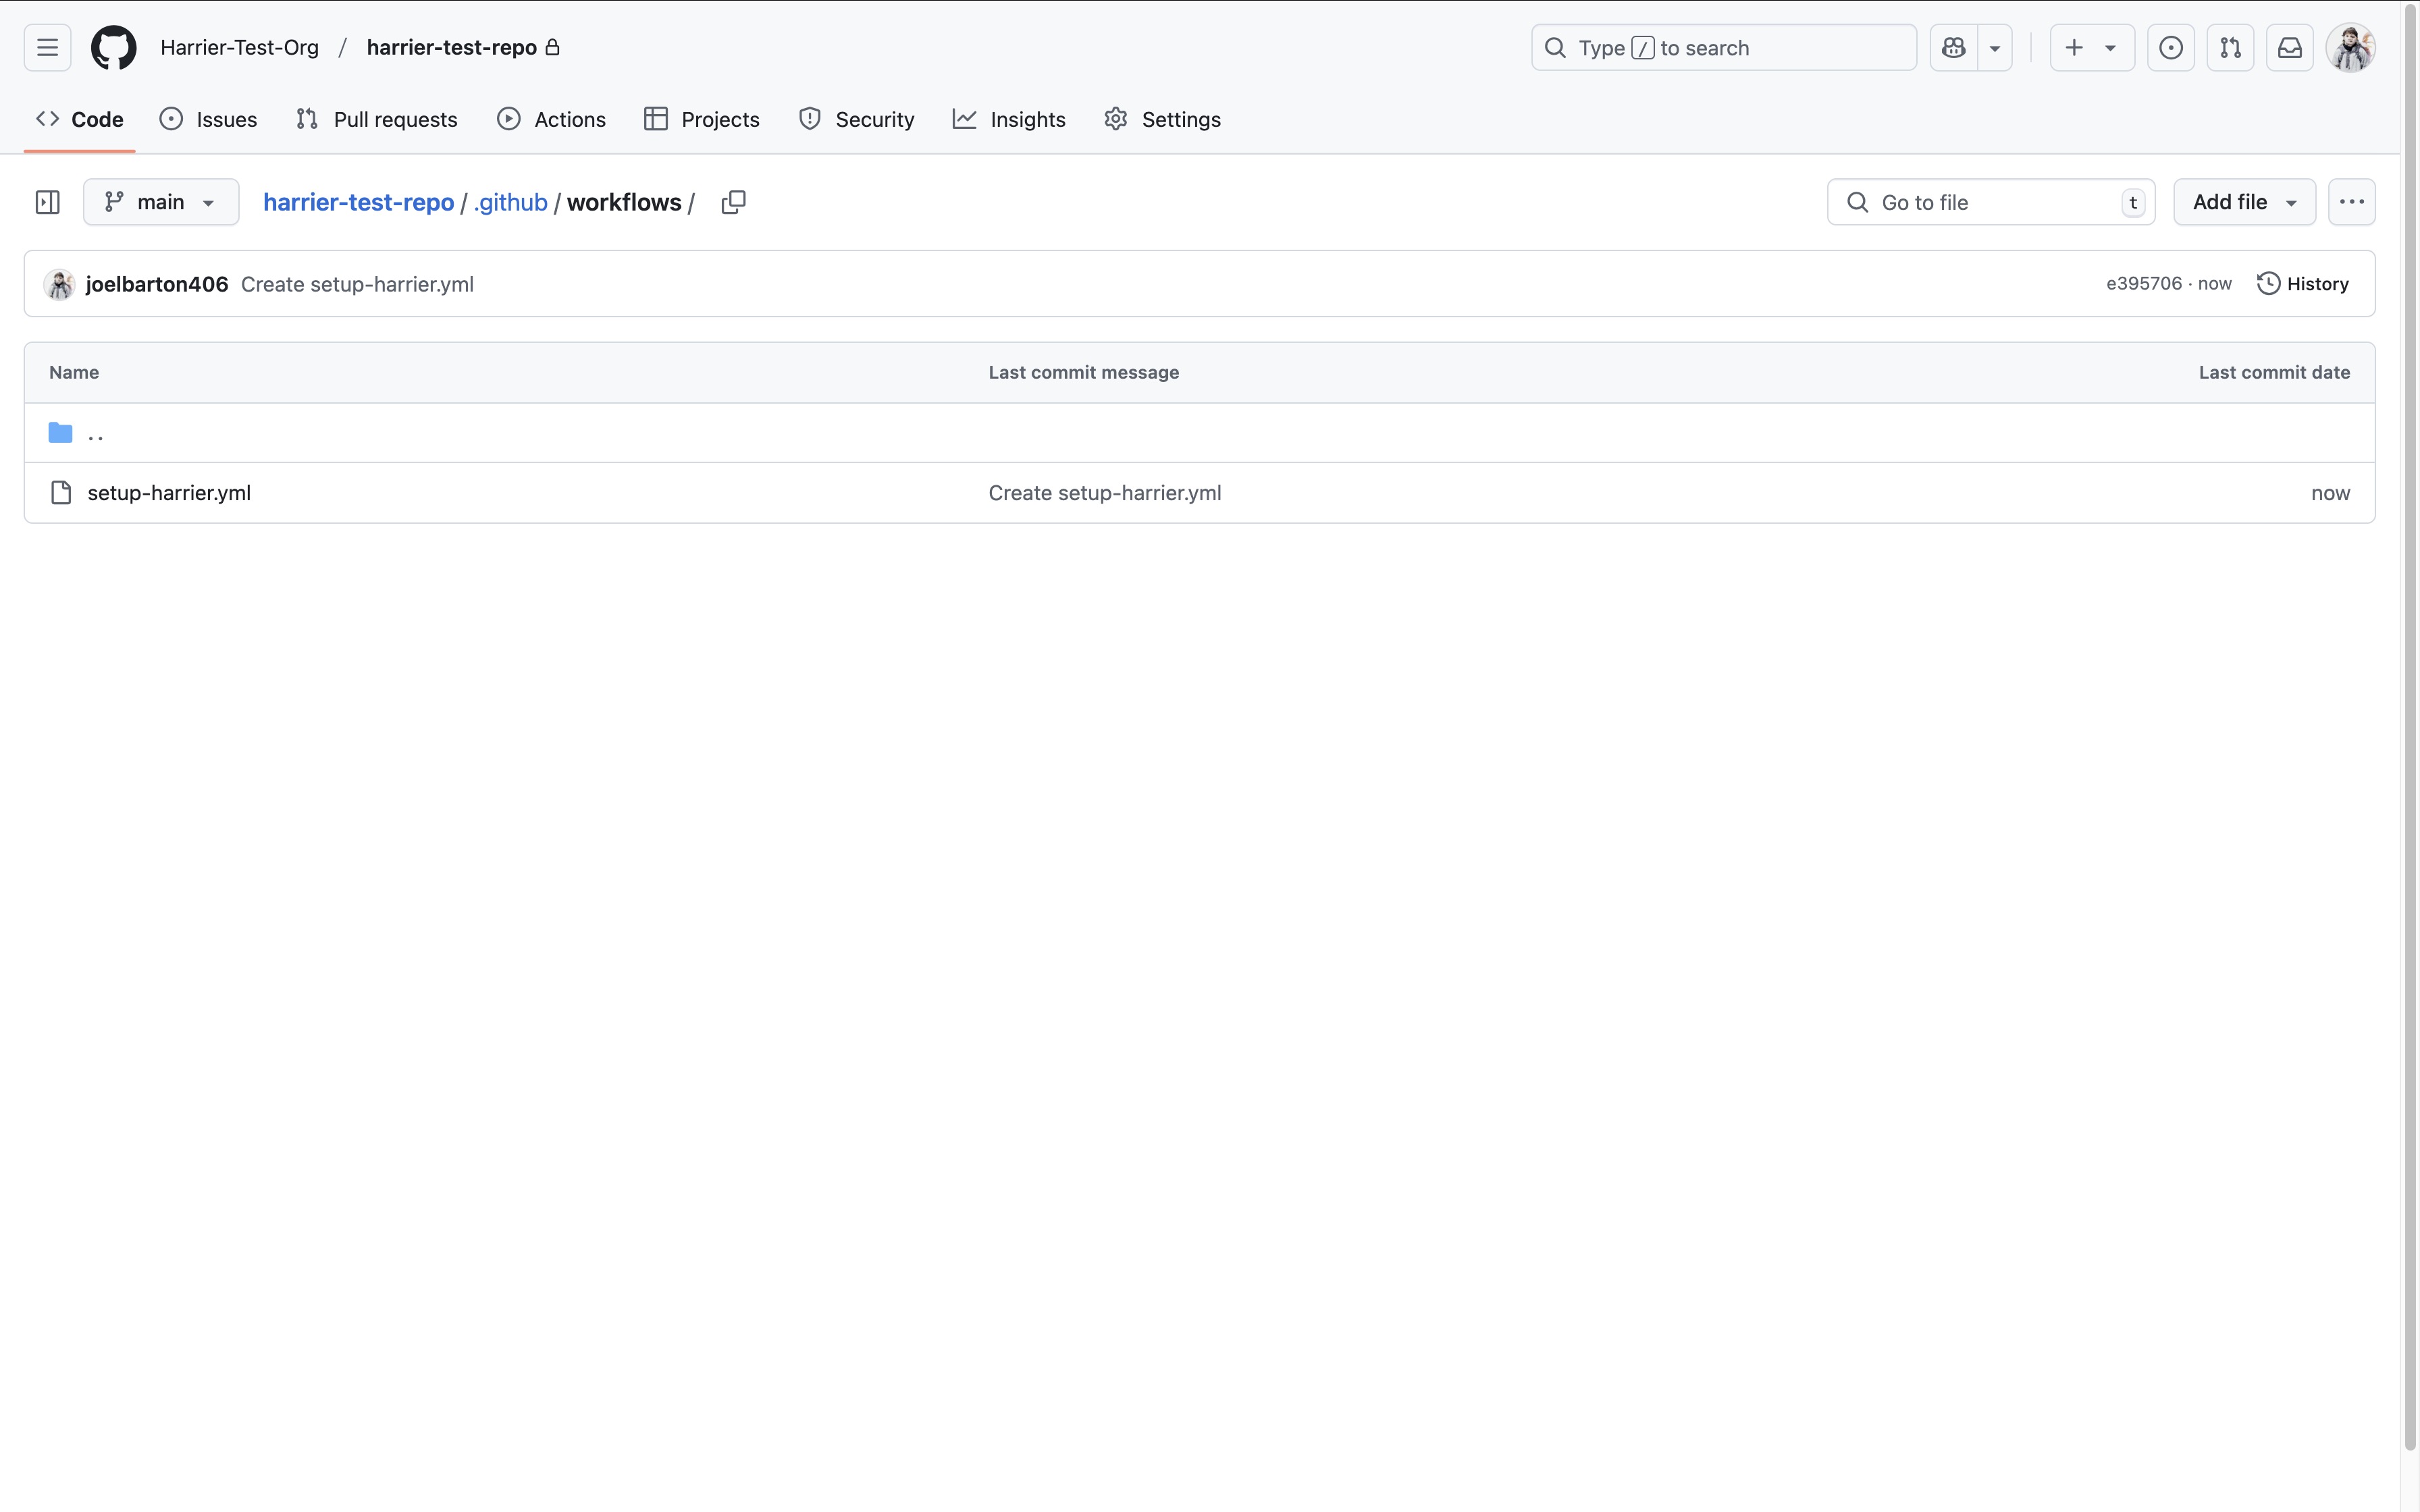 Harrier-Test-Org / harrier-test-repo
Type / to search
Code Issues Pull requests Actions Projects Security Insights Settings
main
harrier-test-repo / .github / workflows /
Go to file t
Add file
joelbarton406 Create setup-harrier.yml
e395706 · now History
Name Last commit message Last commit date
..
setup-harrier.yml Create setup-harrier.yml now